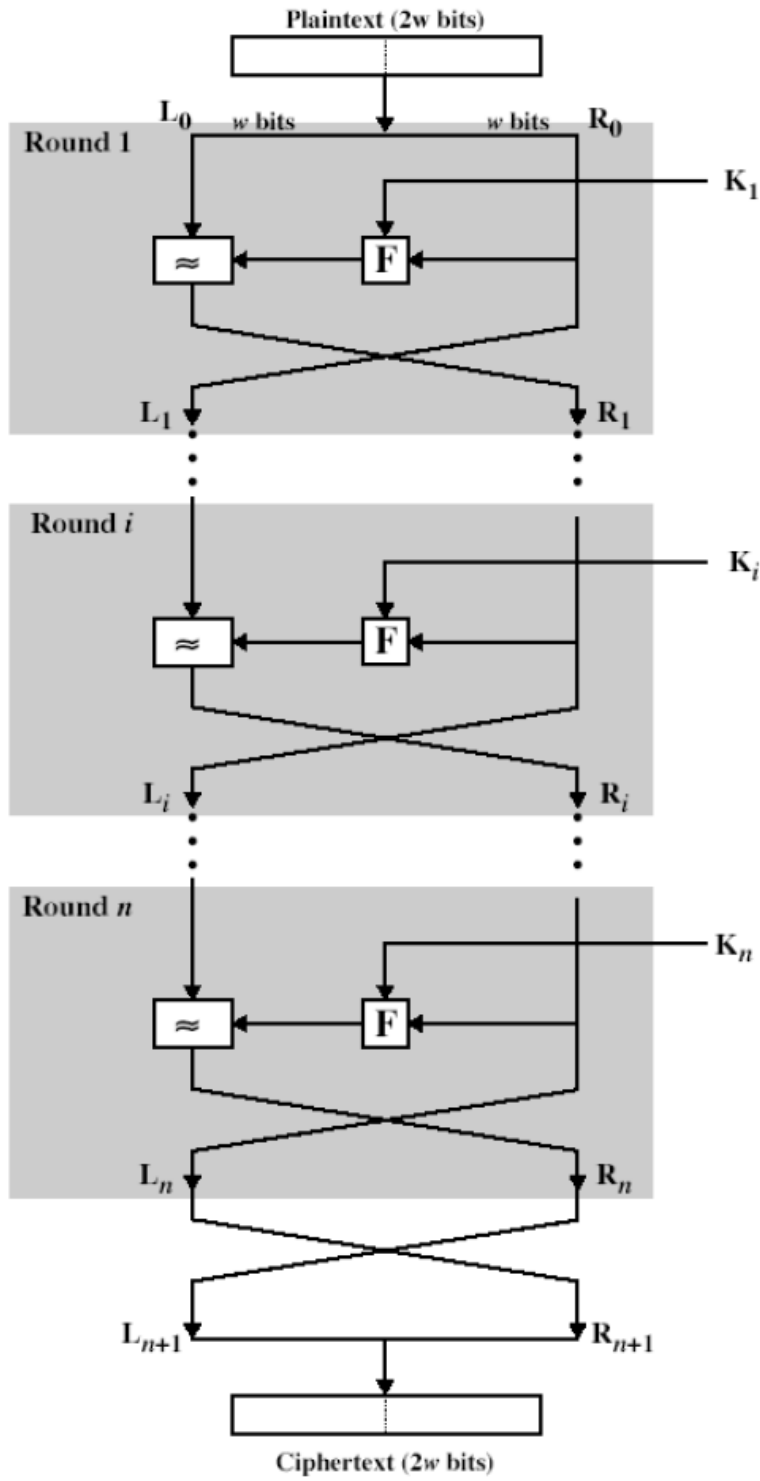 Plaintext (2w bits)
L0 w bits w bits R0
Round 1
K1
≈ F
L1 R1
Round i
Ki
≈ F
Li Ri
Round n
Kn
≈ F
Ln Rn
Ln+1 Rn+1
Ciphertext (2w bits)